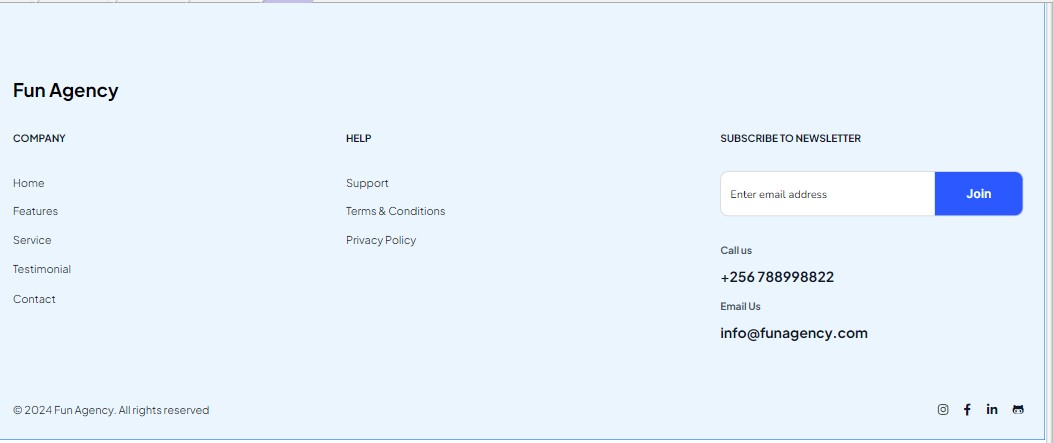 Fun Agency
COMPANY
Home
Features
Service
Testimonial
Contact
HELP
Support
Terms & Conditions
Privacy Policy
SUBSCRIBE TO NEWSLETTER
Enter email address
Join
Call us
+256 788998822
Email Us
info@funagency.com
© 2024 Fun Agency. All rights reserved